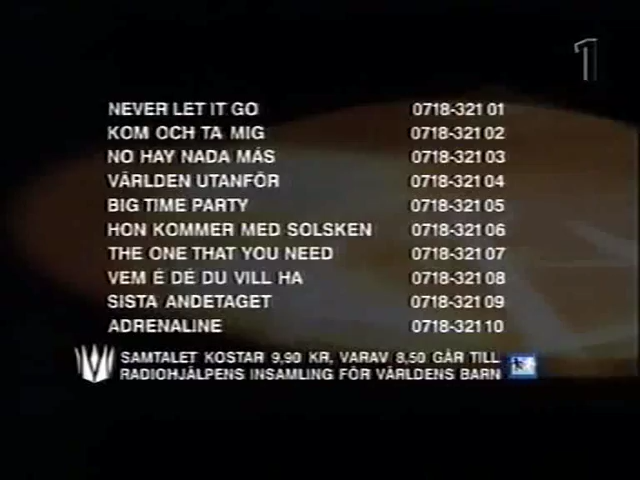 1
NEVER LET IT GO 0718-321 01
KOM OCH TA MIG 0718-321 02
NO HAY NADA MÁS 0718-321 03
VÄRLDEN UTANFÖR 0718-321 04
BIG TIME PARTY 0718-321 05
HON KOMMER MED SOLSKEN 0718-321 06
THE ONE THAT YOU NEED 0718-321 07
VEM É DÉ DU VILL HA 0718-321 08
SISTA ANDETAGET 0718-321 09
ADRENALINE 0718-321 10
SAMTALET KOSTAR 9,90 KR, VARAV 8,50 GÅR TILL
RADIOHJÄLPENS INSAMLING FÖR VÄRLDENS BARN